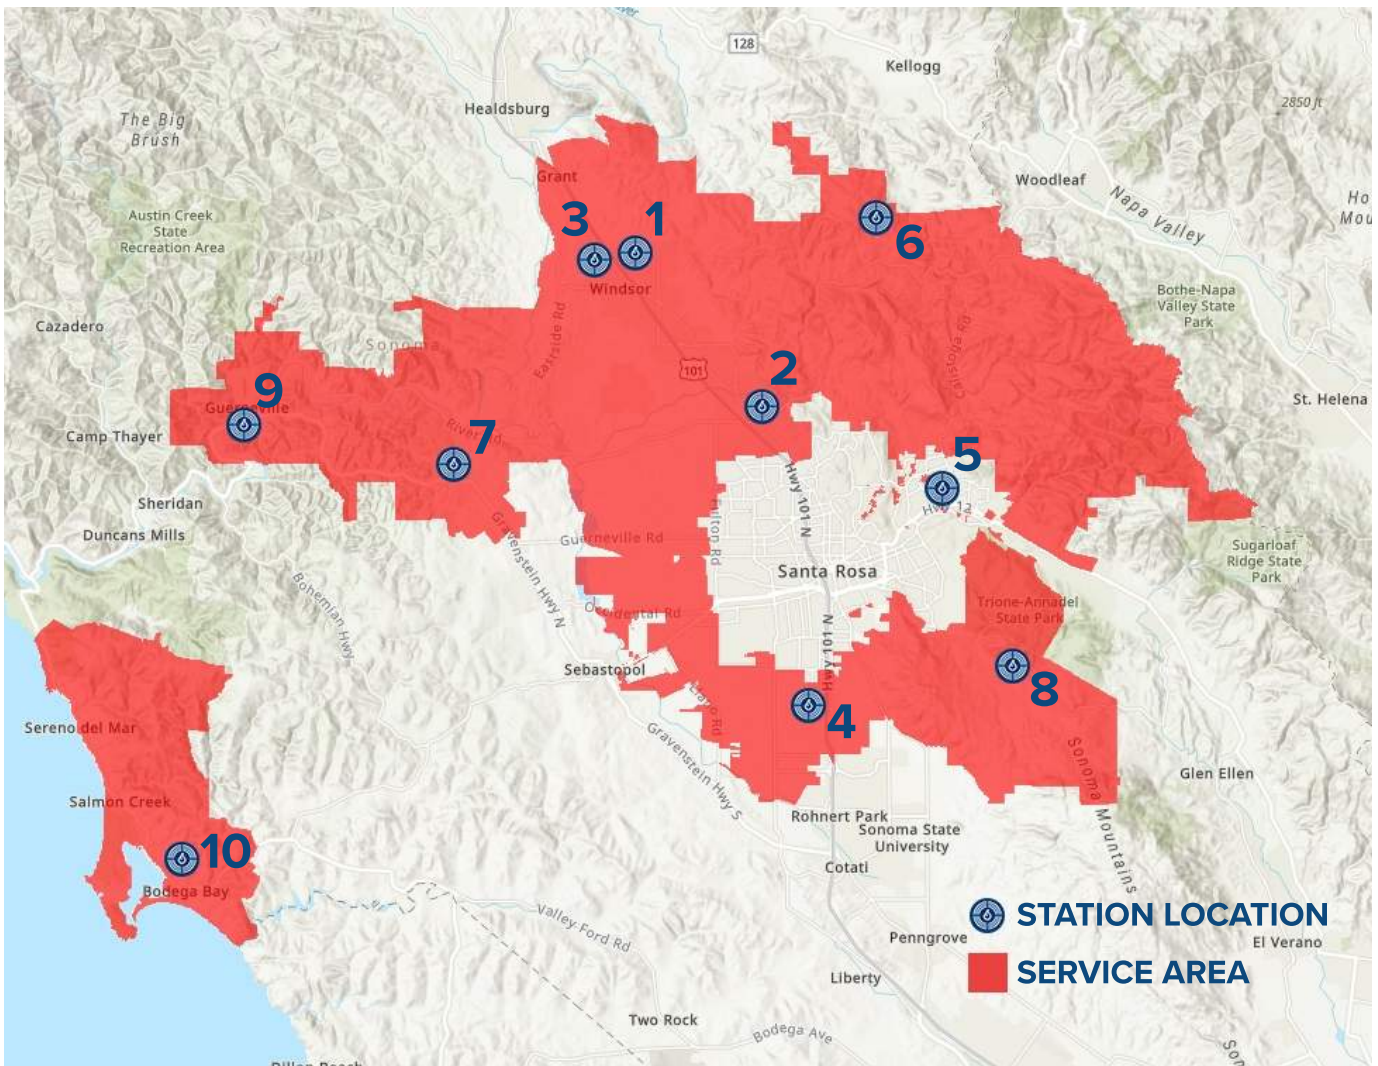 128
Kellogg
2850 ft
Healdsburg
The Big
Brush
Woodleaf
Napa Valley
Grant
Austin Creek
State
Recreation Area
3
1
6
Windsor
Bothe-Napa
Valley State
Park
Cazadero
Sonoma
Eastside Rd
Calistoga Rd
101
2
9
Guerneville
St. Helena
Camp Thayer
River Rd
7
5
Hwy 101 N
Hwy 12
Sheridan
Duncans Mills
Fulton Rd
Guerneville Rd
Gravenstein Hwy N
Sugarloaf
Ridge State
Park
Santa Rosa
Bohemian Hwy
Occidental Rd
Trione-Annadel
State Park
Hwy 101 N
Sebastopol
8
Llano Rd
4
Sereno del Mar
Gravenstein Hwy S
Sonoma Mountains
Glen Ellen
Salmon Creek
Rohnert Park
Sonoma State
University
10
Cotati
Bodega Bay
STATION LOCATION
Valley Ford Rd
Penngrove
El Verano
SERVICE AREA
Liberty
Two Rock
Bodega Ave